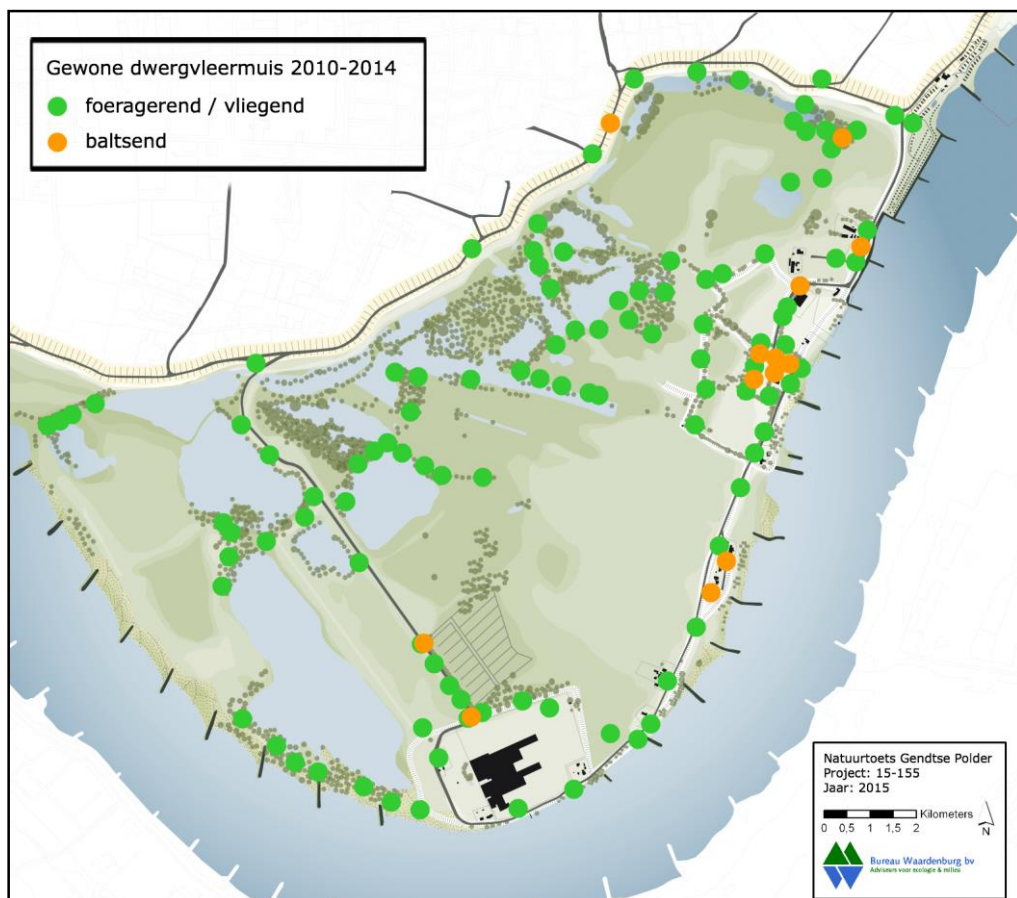 Gewone dwergvleermuis 2010-2014
foeragerend / vliegend
baltsend
Natuurtoets Gendtse Polder
Project: 15-155
Jaar: 2015
Kilometers
0 0,5 1 1,5 2
N
Bureau Waardenburg bv
Adviseurs voor ecologie & milieu